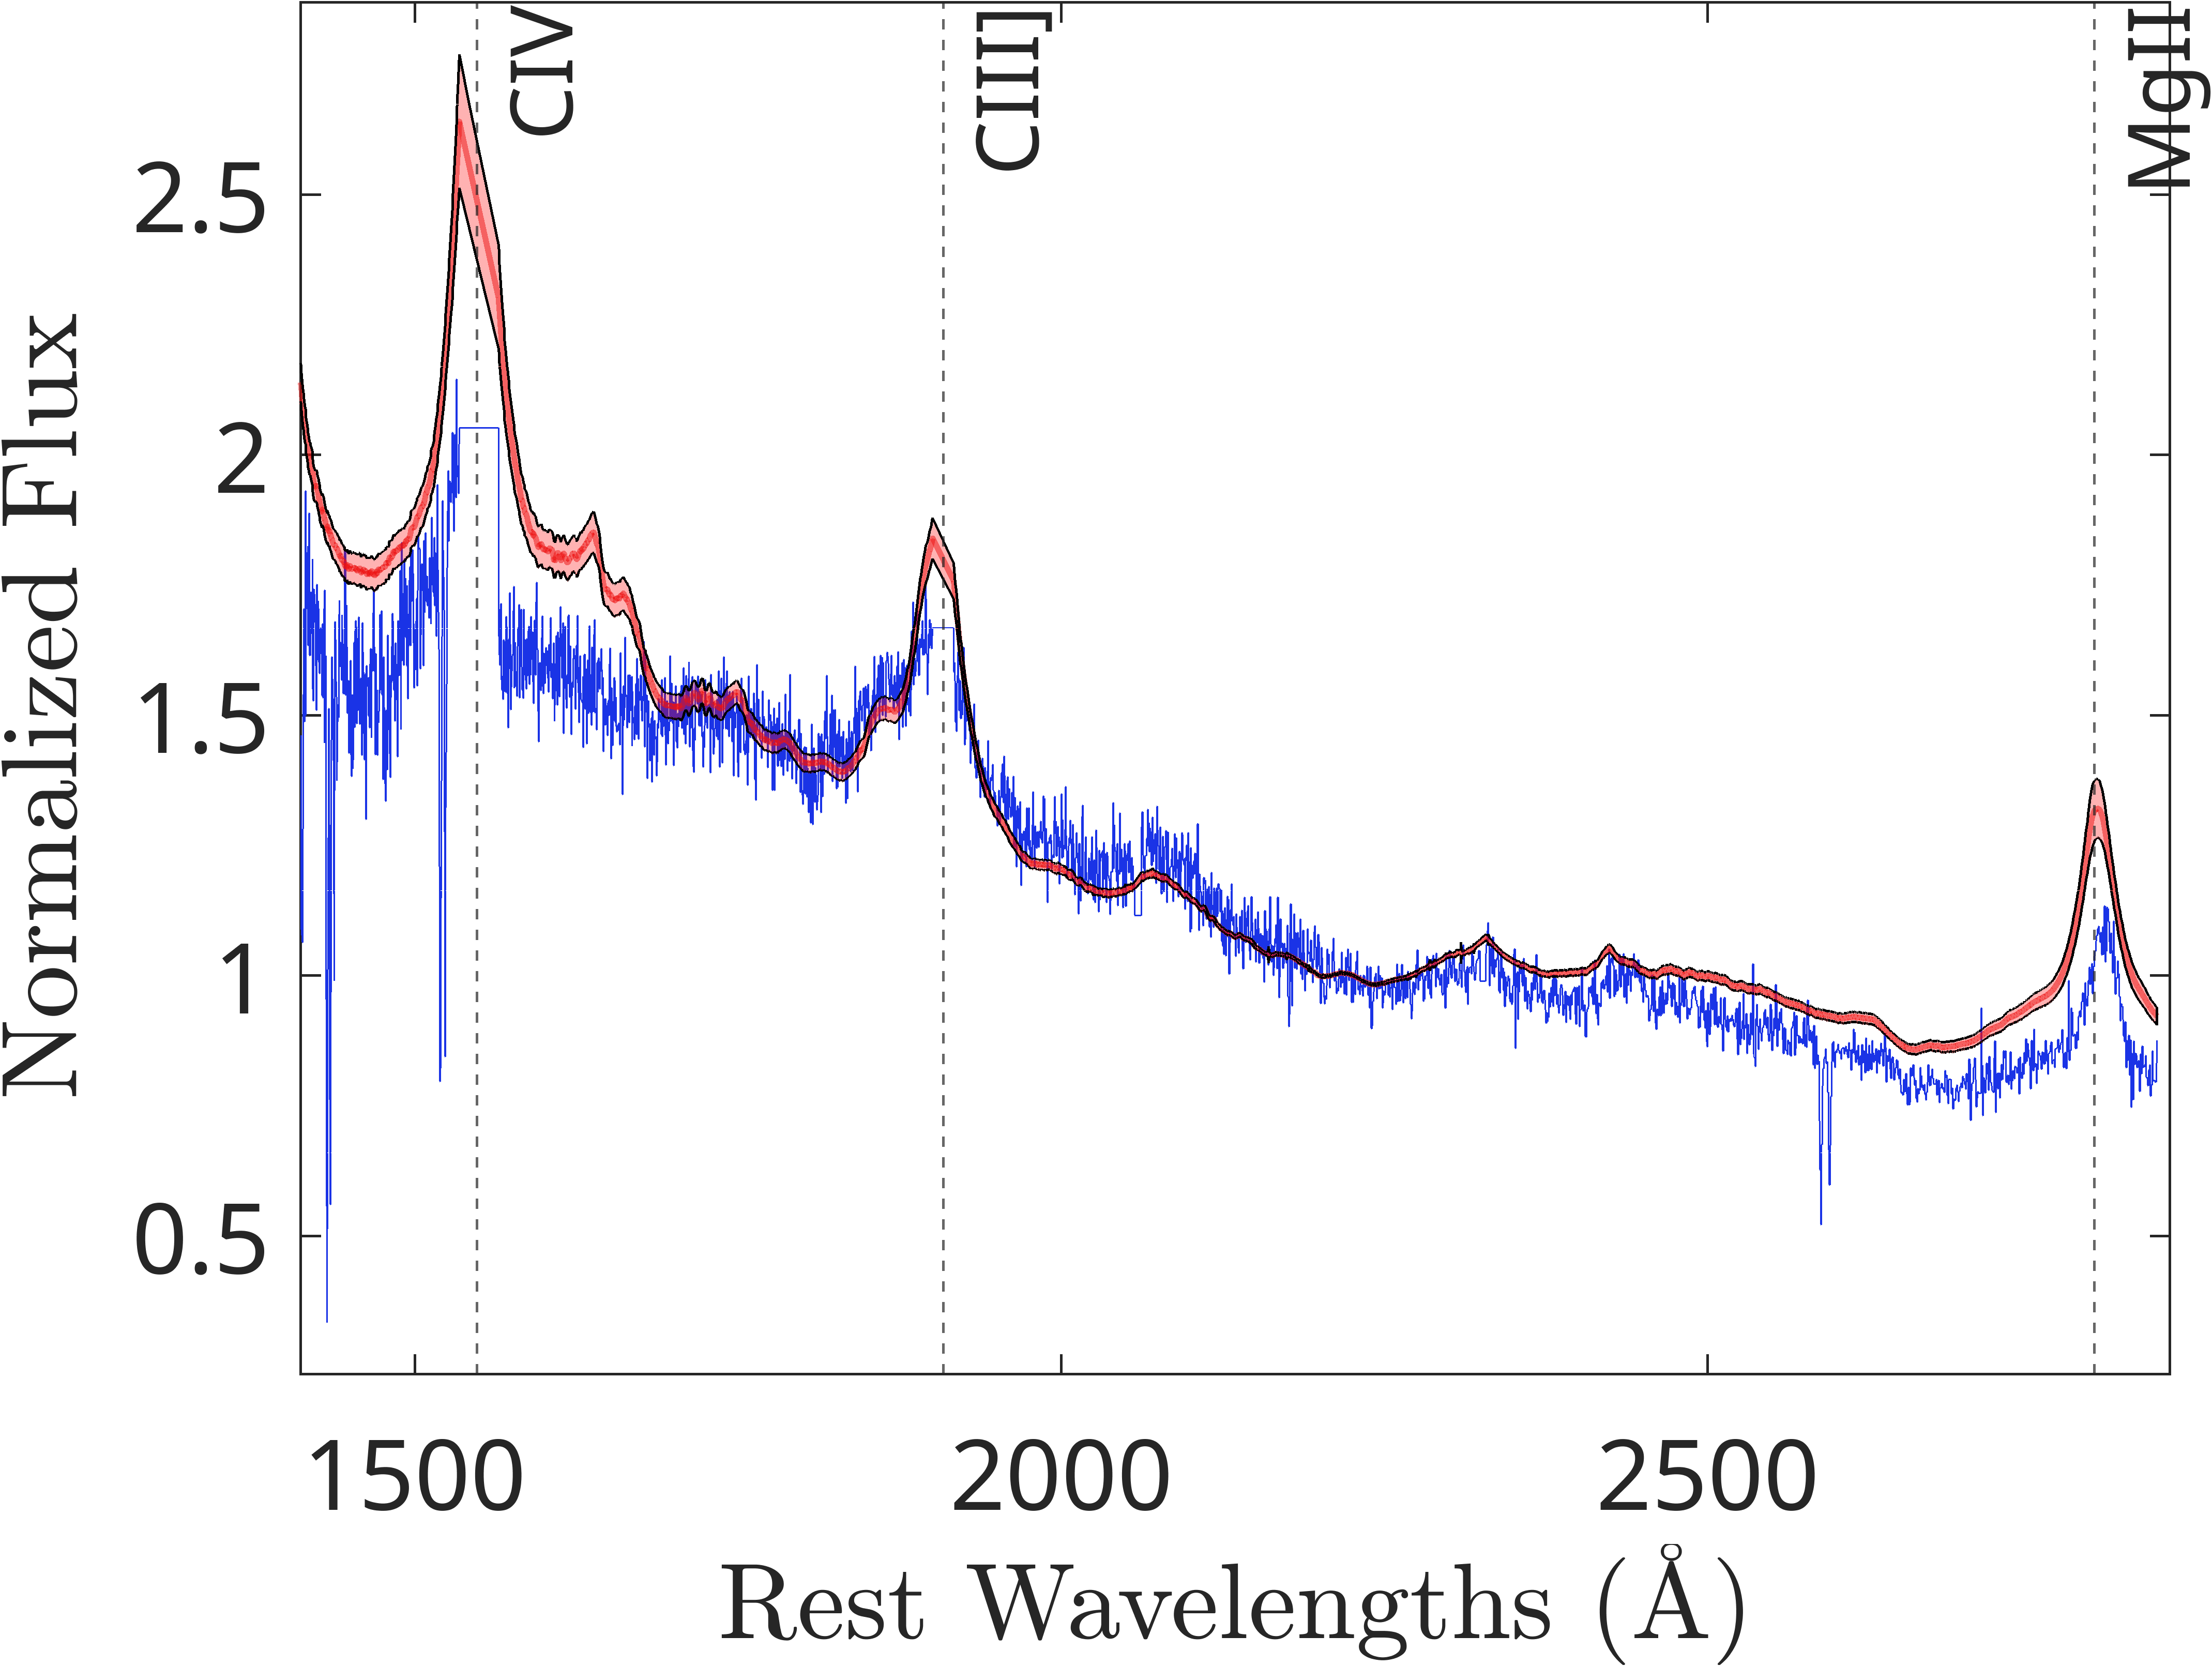 CIV
CIII]
MgII
2.5
2
1.5
1
0.5
Normalized Flux
1500
2000
2500
Rest Wavelengths (Å)